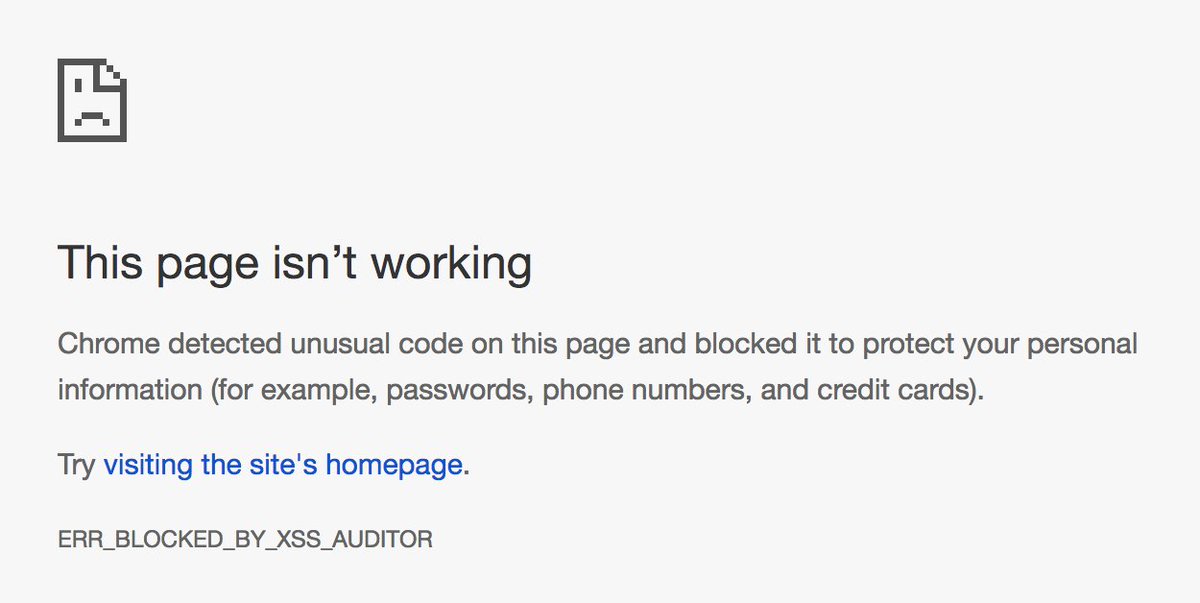 This page isn’t working
Chrome detected unusual code on this page and blocked it to protect your personal
information (for example, passwords, phone numbers, and credit cards).
Try visiting the site's homepage.
ERR_BLOCKED_BY_XSS_AUDITOR